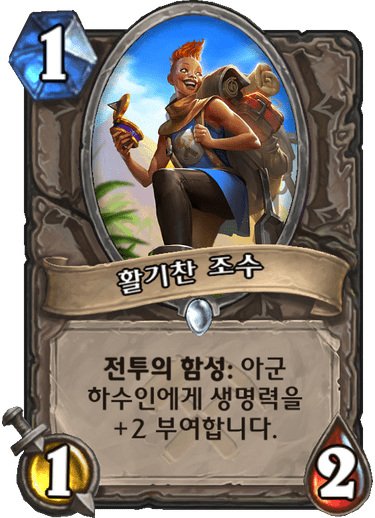 1
활기찬 조수
전투의 함성: 아군
하수인에게 생명력을
+2 부여합니다.
1
2